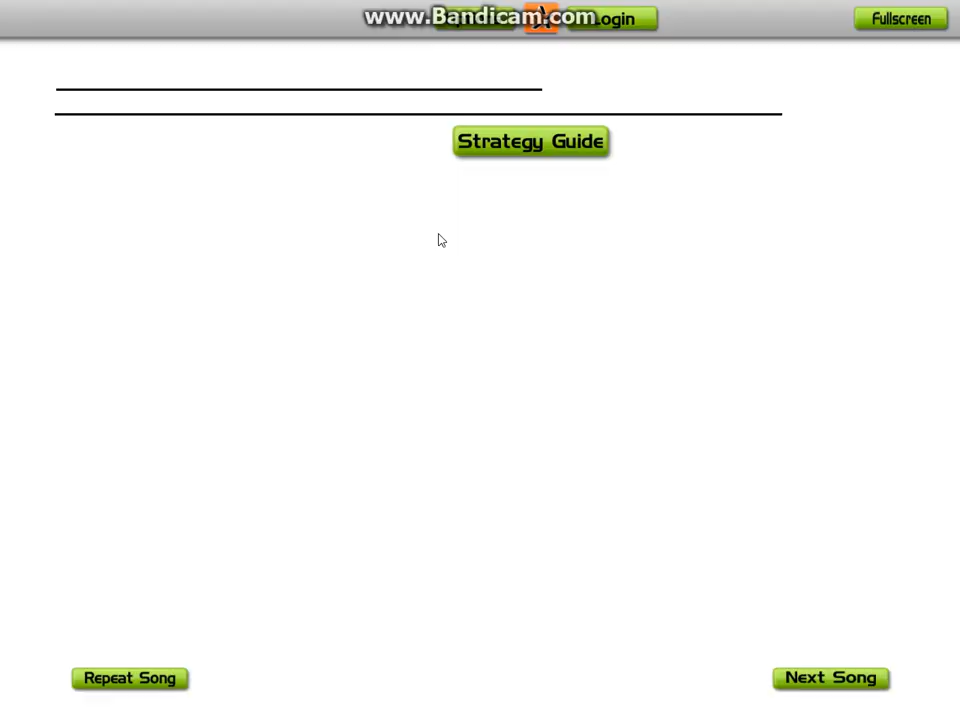 www.Bandicam.com
Login
Fullscreen
Strategy Guide
Repeat Song
Next Song